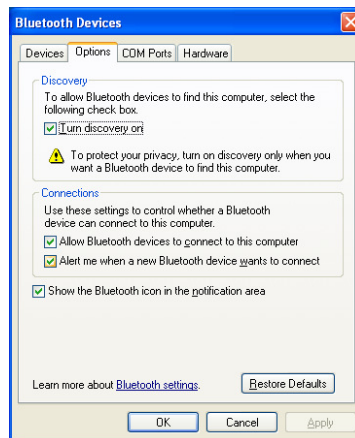 Bluetooth Devices
Devices Options COM Ports Hardware
Discovery
To allow Bluetooth devices to find this computer, select the
following check box.
Turn discovery on
To protect your privacy, turn on discovery only when you
want a Bluetooth device to find this computer.
Connections
Use these settings to control whether a Bluetooth
device can connect to this computer.
Allow Bluetooth devices to connect to this computer
Alert me when a new Bluetooth device wants to connect
Show the Bluetooth icon in the notification area
Learn more about Bluetooth settings. Restore Defaults
OK Cancel Apply